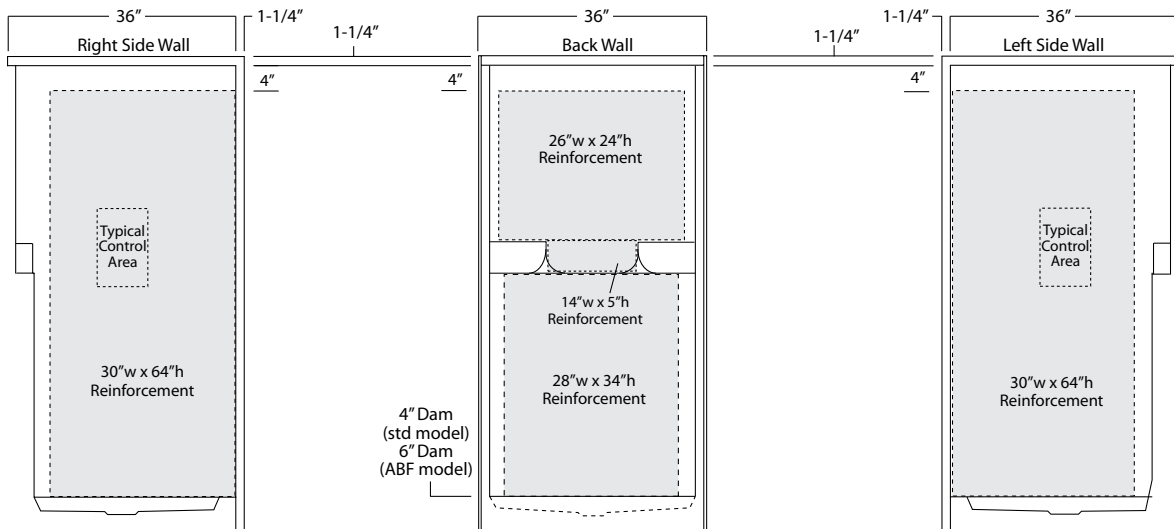 36”
1-1/4”
1-1/4”
36”
1-1/4”
1-1/4”
36”
Right Side Wall
Back Wall
Left Side Wall
4”
4”
4”
26”w x 24”h
Reinforcement
Typical
Control
Area
Typical
Control
Area
14”w x 5”h
Reinforcement
30”w x 64”h
Reinforcement
28”w x 34”h
Reinforcement
30”w x 64”h
Reinforcement
4” Dam
(std model)
6” Dam
(ABF model)